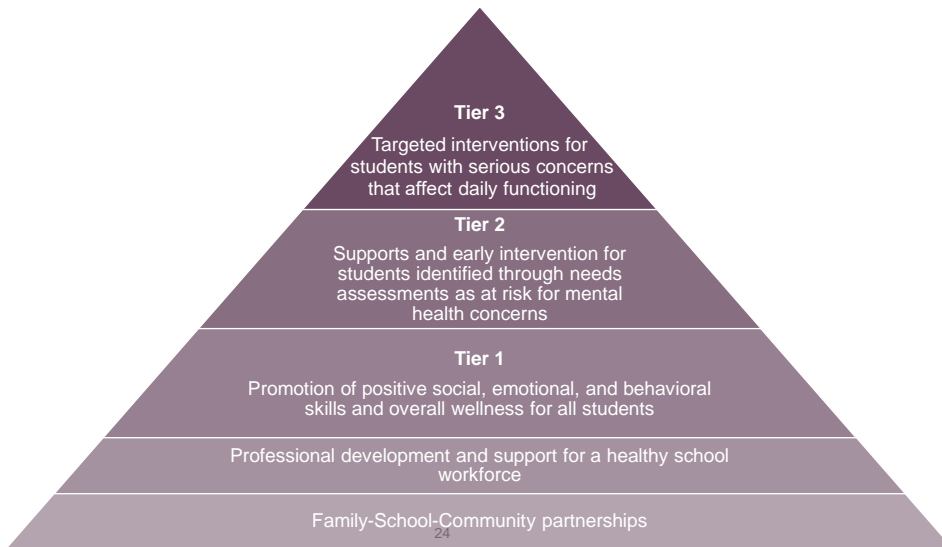 Tier 3
Targeted interventions for
students with serious concerns
that affect daily functioning
Tier 2
Supports and early intervention for
students identified through needs
assessments as at risk for mental
health concerns
Tier 1
Promotion of positive social, emotional, and behavioral
skills and overall wellness for all students
Professional development and support for a healthy school
workforce
Family-School-Community partnerships
24